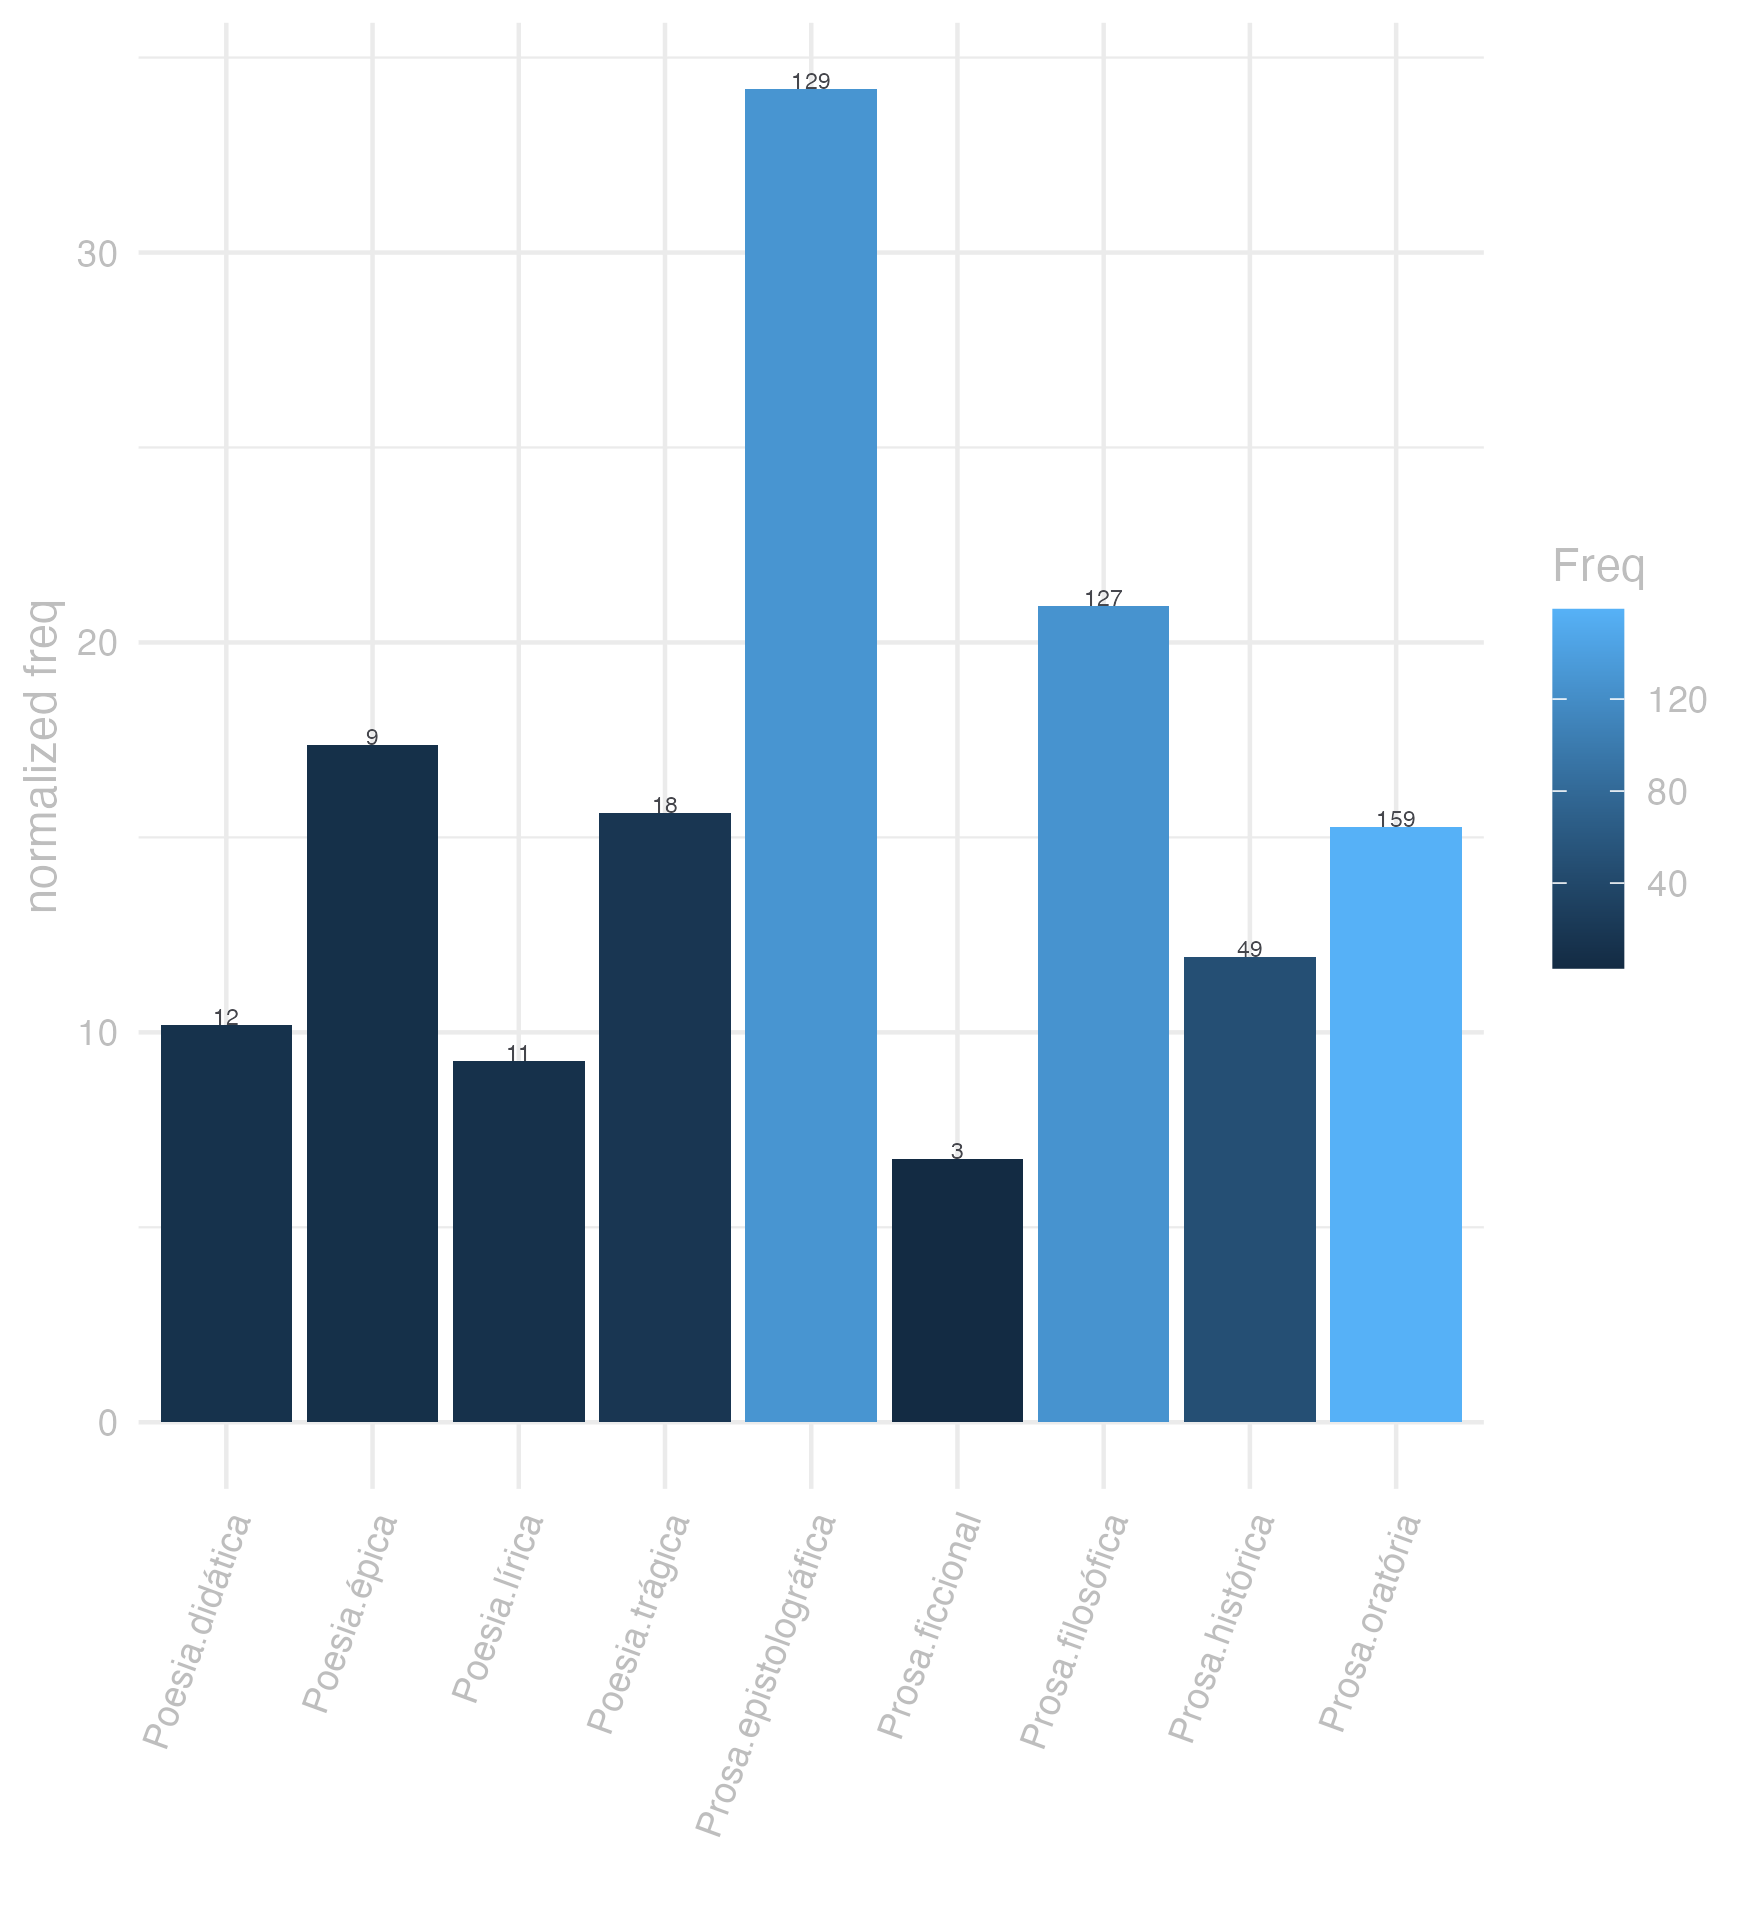 129
30
127
20
9
18
159
49
12
10
11
3
0
normalized freq
Poesia.didática
Poesia.épica
Poesia.lírica
Poesia.trágica
Prosa.epistolográfica
Prosa.ficcional
Prosa.filosófica
Prosa.histórica
Prosa.oratória
Freq
120
80
40